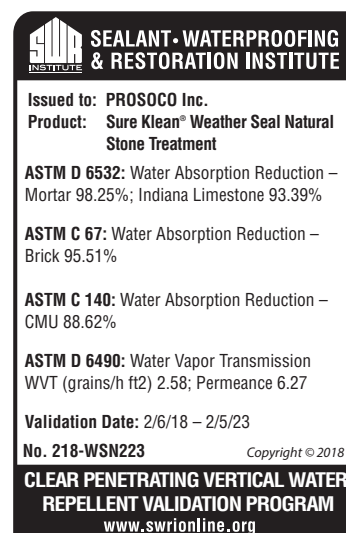 SWR
INSTITUTE
SEALANT • WATERPROOFING
& RESTORATION INSTITUTE
Issued to: PROSOCO Inc.
Product: Sure Klean® Weather Seal Natural
Stone Treatment
ASTM D 6532: Water Absorption Reduction –
Mortar 98.25%; Indiana Limestone 93.39%
ASTM C 67: Water Absorption Reduction –
Brick 95.51%
ASTM C 140: Water Absorption Reduction –
CMU 88.62%
ASTM D 6490: Water Vapor Transmission
WVT (grains/h ft2) 2.58; Permeance 6.27
Validation Date: 2/6/18 – 2/5/23
No. 218-WSN223 Copyright © 2018
CLEAR PENETRATING VERTICAL WATER
REPELLENT VALIDATION PROGRAM
www.swrionline.org